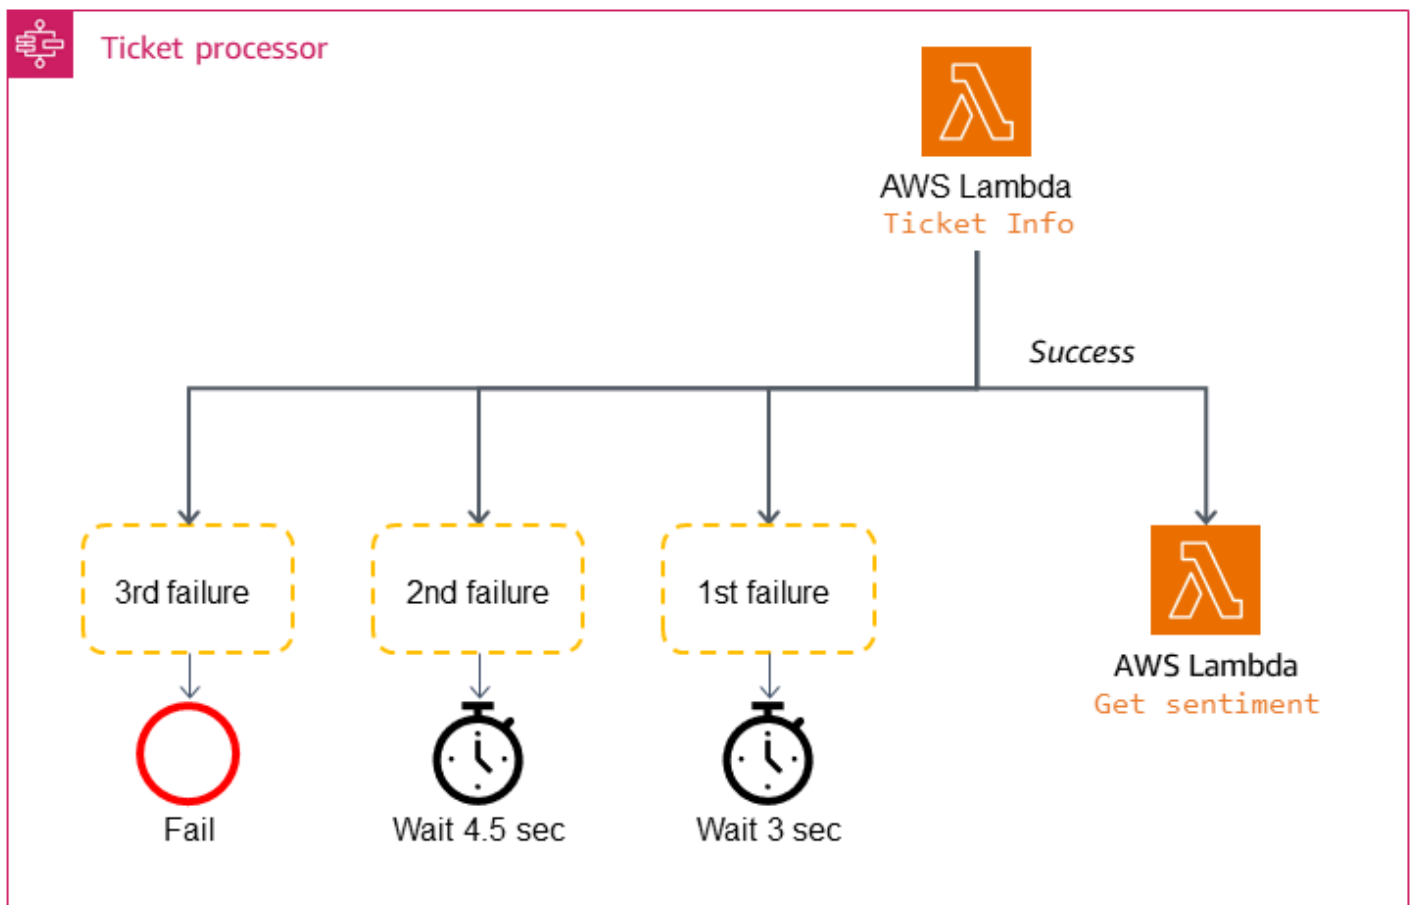 Ticket processor
AWS Lambda
Ticket Info
Success
3rd failure
2nd failure
1st failure
AWS Lambda
Get sentiment
Fail
Wait 4.5 sec
Wait 3 sec